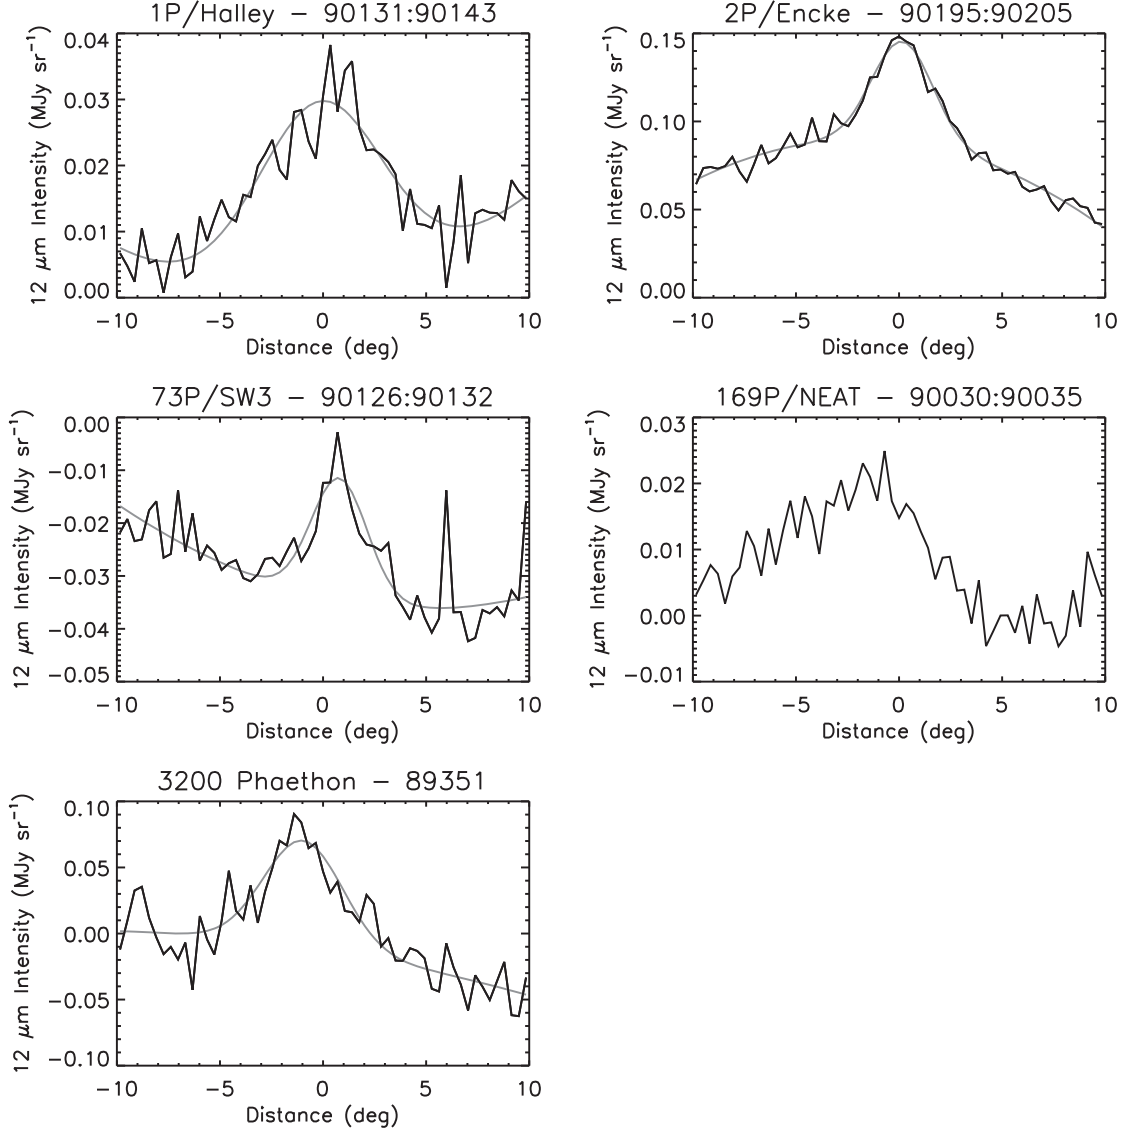 1P/Halley – 90131:90143
12 μm Intensity (MJy sr⁻¹)
0.04
0.03
0.02
0.01
0.00
−10 −5 0 5 10
Distance (deg)
2P/Encke – 90195:90205
12 μm Intensity (MJy sr⁻¹)
0.15
0.10
0.05
0.00
−10 −5 0 5 10
Distance (deg)
73P/SW3 – 90126:90132
12 μm Intensity (MJy sr⁻¹)
0.00
−0.01
−0.02
−0.03
−0.04
−0.05
−10 −5 0 5 10
Distance (deg)
169P/NEAT – 90030:90035
12 μm Intensity (MJy sr⁻¹)
0.03
0.02
0.01
0.00
−0.01
−10 −5 0 5 10
Distance (deg)
3200 Phaethon – 89351
12 μm Intensity (MJy sr⁻¹)
0.10
0.05
0.00
−0.05
−0.10
−10 −5 0 5 10
Distance (deg)